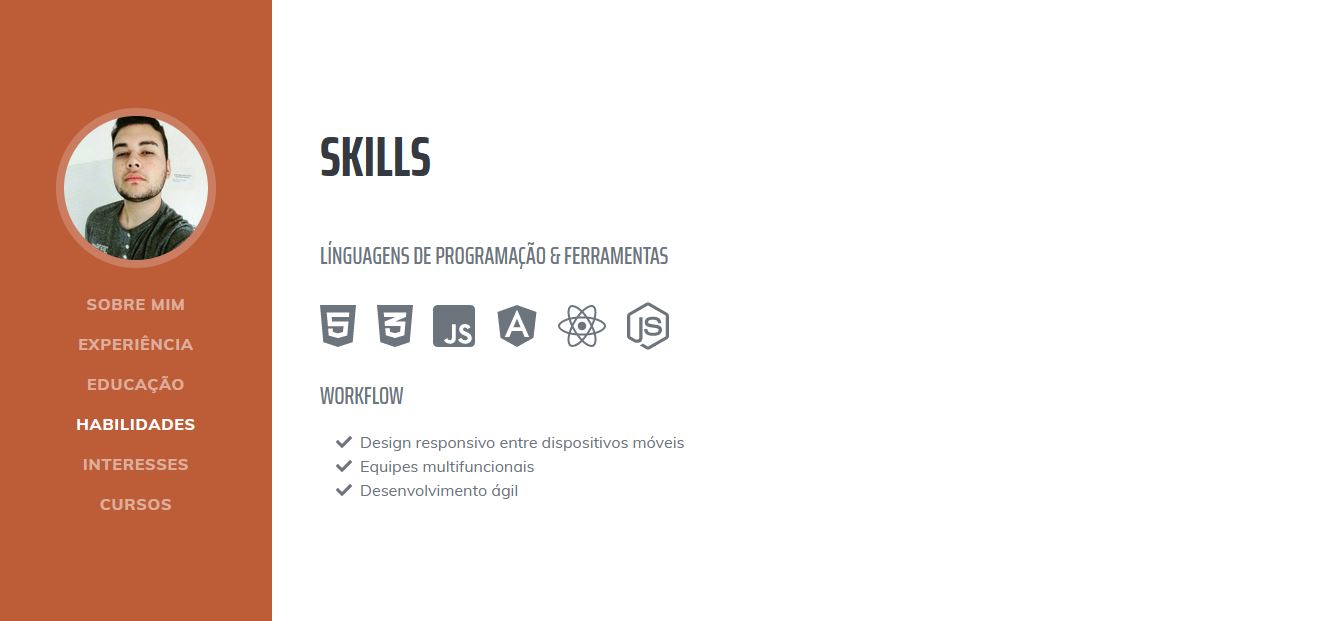 SOBRE MIM
EXPERIÊNCIA
EDUCAÇÃO
HABILIDADES
INTERESSES
CURSOS
SKILLS
LÍNGUAGENS DE PROGRAMAÇÃO & FERRAMENTAS
5 3 JS A JS
WORKFLOW
Design responsivo entre dispositivos móveis
Equipes multifuncionais
Desenvolvimento ágil